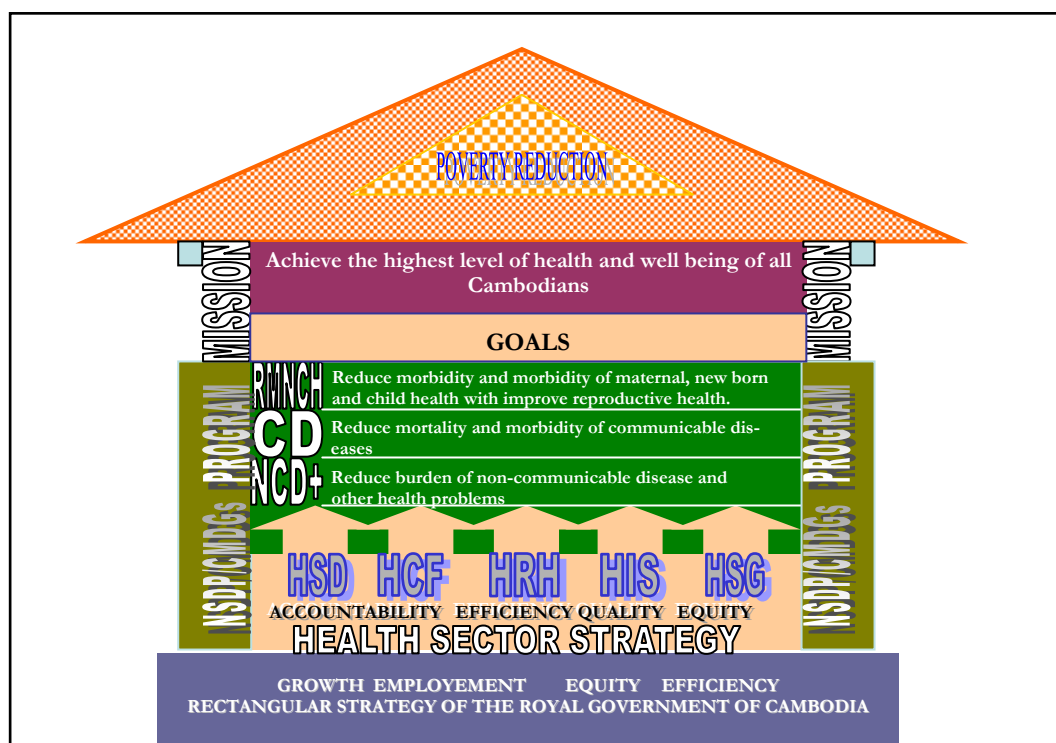 POVERTY REDUCTION
MISSION
Achieve the highest level of health and well being of all
Cambodians
MISSION
GOALS
NSDP/CMDGs PROGRAM
RMNCH
Reduce morbidity and morbidity of maternal, new born
and child health with improve reproductive health.
CD
Reduce mortality and morbidity of communicable dis-
eases
NCD+
Reduce burden of non-communicable disease and
other health problems
NSDP/CMDGs PROGRAM
HSD HCF HRH HIS HSG
ACCOUNTABILITY EFFICIENCY QUALITY EQUITY
HEALTH SECTOR STRATEGY
GROWTH EMPLOYEMENT EQUITY EFFICIENCY
RECTANGULAR STRATEGY OF THE ROYAL GOVERNMENT OF CAMBODIA